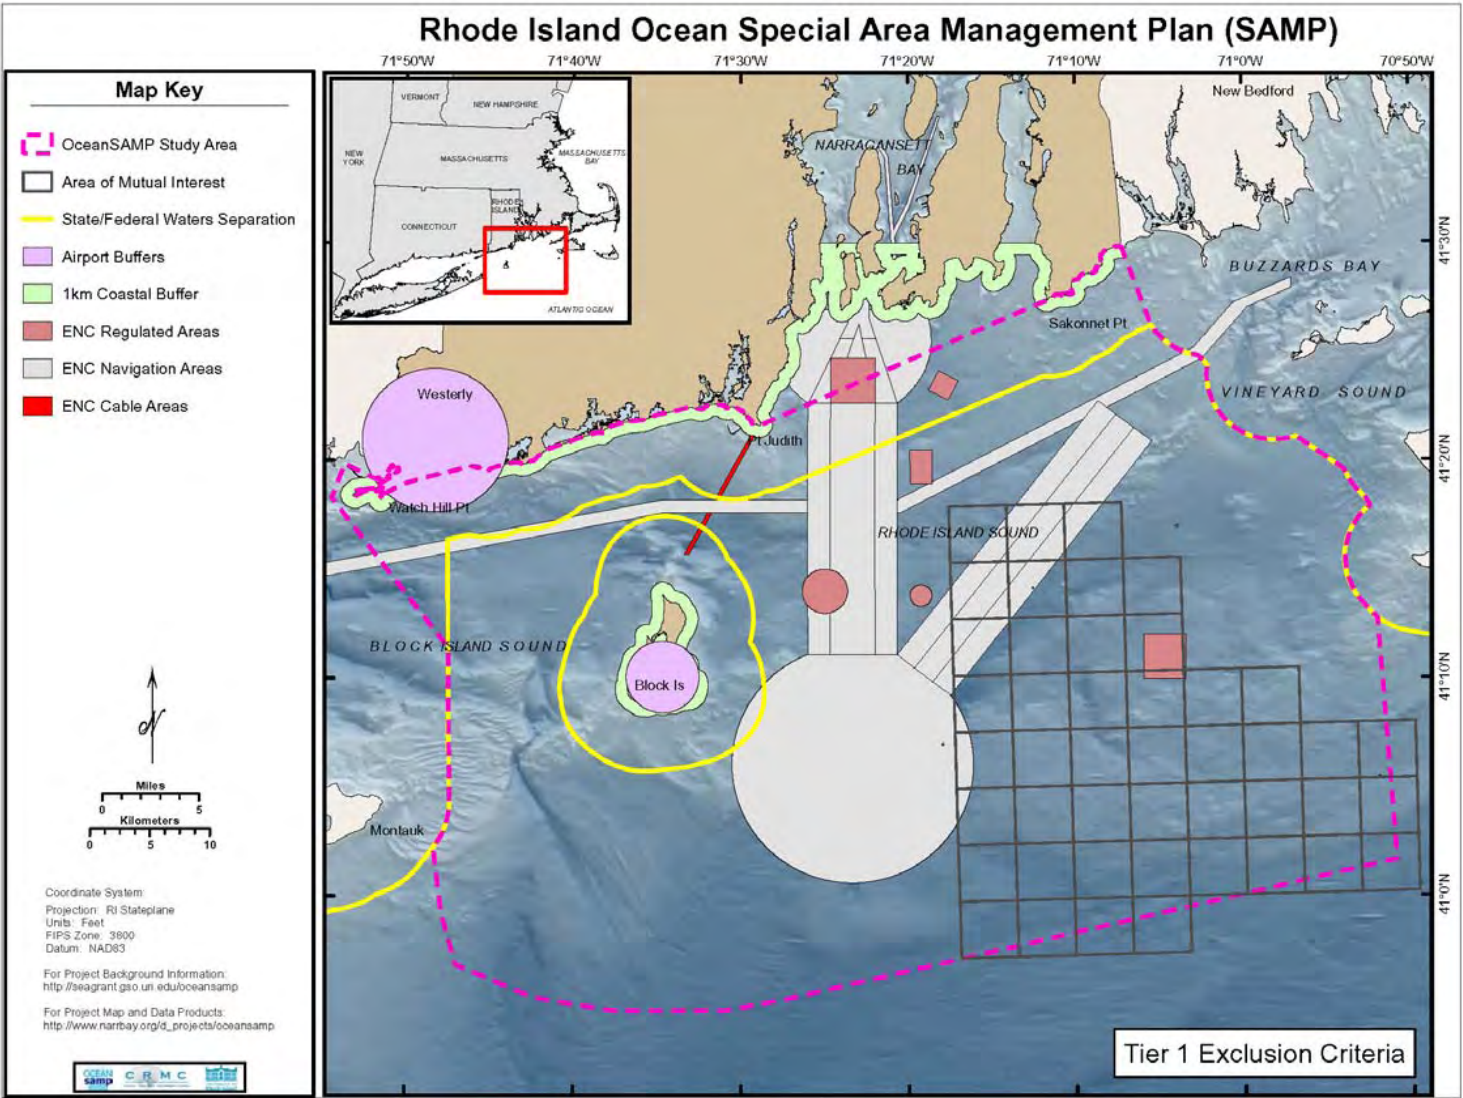 Rhode Island Ocean Special Area Management Plan (SAMP)
71°50'W
71°40'W
71°30'W
71°20'W
71°10'W
71°0'W
70°50'W
Map Key
OceanSAMP Study Area
Area of Mutual Interest
State/Federal Waters Separation
Airport Buffers
1km Coastal Buffer
ENC Regulated Areas
ENC Navigation Areas
ENC Cable Areas
Miles
0 5
Kilometers
0 5 10
Coordinate System:
Projection: RI Stateplane
Units: Feet
FIPS Zone: 3800
Datum: NAD83
For Project Background Information:
http://seagrant.gso.uri.edu/oceansamp
For Project Map and Data Products:
http://www.narrbay.org/d_projects/oceansamp
OCEAN
samp
C R M C
VERMONT
NEW HAMPSHIRE
NEW
YORK
MASSACHUSETTS
MASSACHUSETTS
BAY
RHODE
ISLAND
CONNECTICUT
ATLANTIC OCEAN
New Bedford
NARRAGANSETT
BAY
BUZZARDS BAY
Sakonnet Pt
VINEYARD SOUND
Westerly
Pt Judith
Watch Hill Pt
RHODE ISLAND SOUND
BLOCK ISLAND SOUND
Block Is
Montauk
41°30'N
41°20'N
41°10'N
41°0'N
Tier 1 Exclusion Criteria